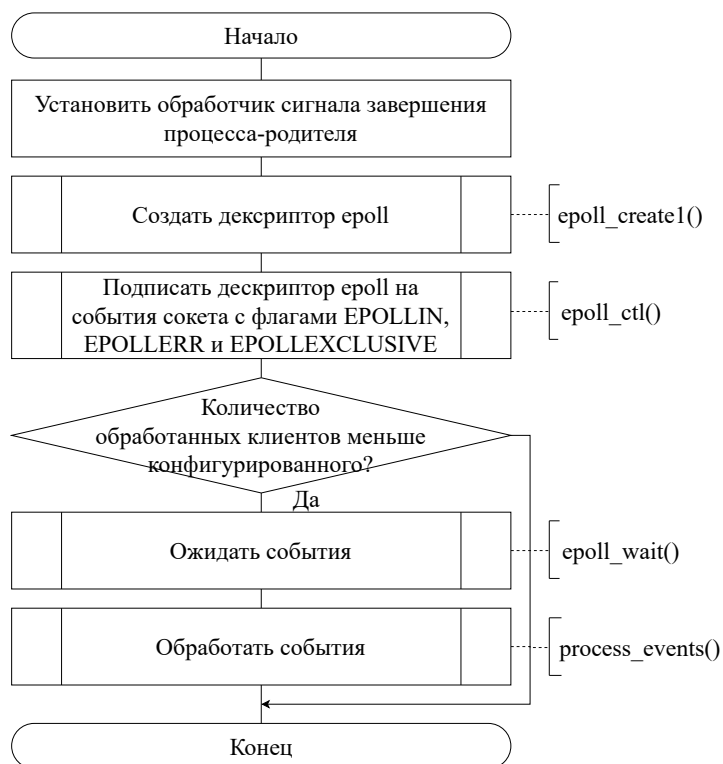 Начало
Установить обработчик сигнала завершения
процесса-родителя
Создать дексриптор epoll
epoll_create1()
Подписать дескриптор epoll на
события сокета с флагами EPOLLIN,
EPOLLERR и EPOLLEXCLUSIVE
epoll_ctl()
Количество
обработанных клиентов меньше
конфигурированного?
Да
Ожидать события
epoll_wait()
Обработать события
process_events()
Конец